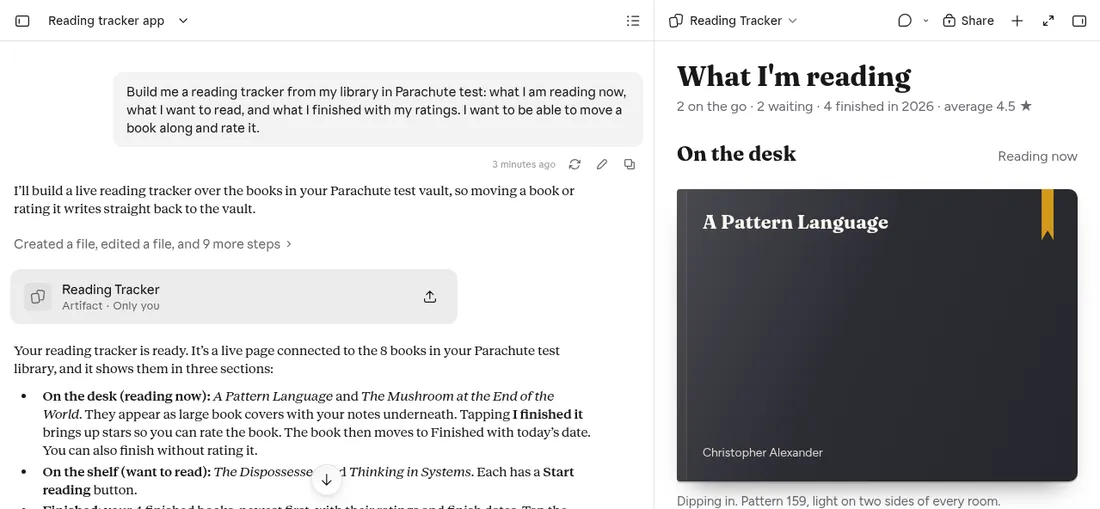 Reading tracker app
Reading Tracker
Share
Build me a reading tracker from my library in Parachute test: what I am reading now,
what I want to read, and what I finished with my ratings. I want to be able to move a
book along and rate it.
3 minutes ago
I'll build a live reading tracker over the books in your Parachute test vault, so moving a book or
rating it writes straight back to the vault.
Created a file, edited a file, and 9 more steps
Reading Tracker
Artifact · Only you
Your reading tracker is ready. It's a live page connected to the 8 books in your Parachute test
library, and it shows them in three sections:
• On the desk (reading now): A Pattern Language and The Mushroom at the End of the
World. They appear as large book covers with your notes underneath. Tapping I finished it
brings up stars so you can rate the book. The book then moves to Finished with today's date.
You can also finish without rating it.
• On the shelf (want to read): The Dispossesse d Thinking in Systems. Each has a Start
reading button.
What I'm reading
2 on the go · 2 waiting · 4 finished in 2026 · average 4.5 ★
On the desk
Reading now
A Pattern Language
Christopher Alexander
Dipping in. Pattern 159, light on two sides of every room.